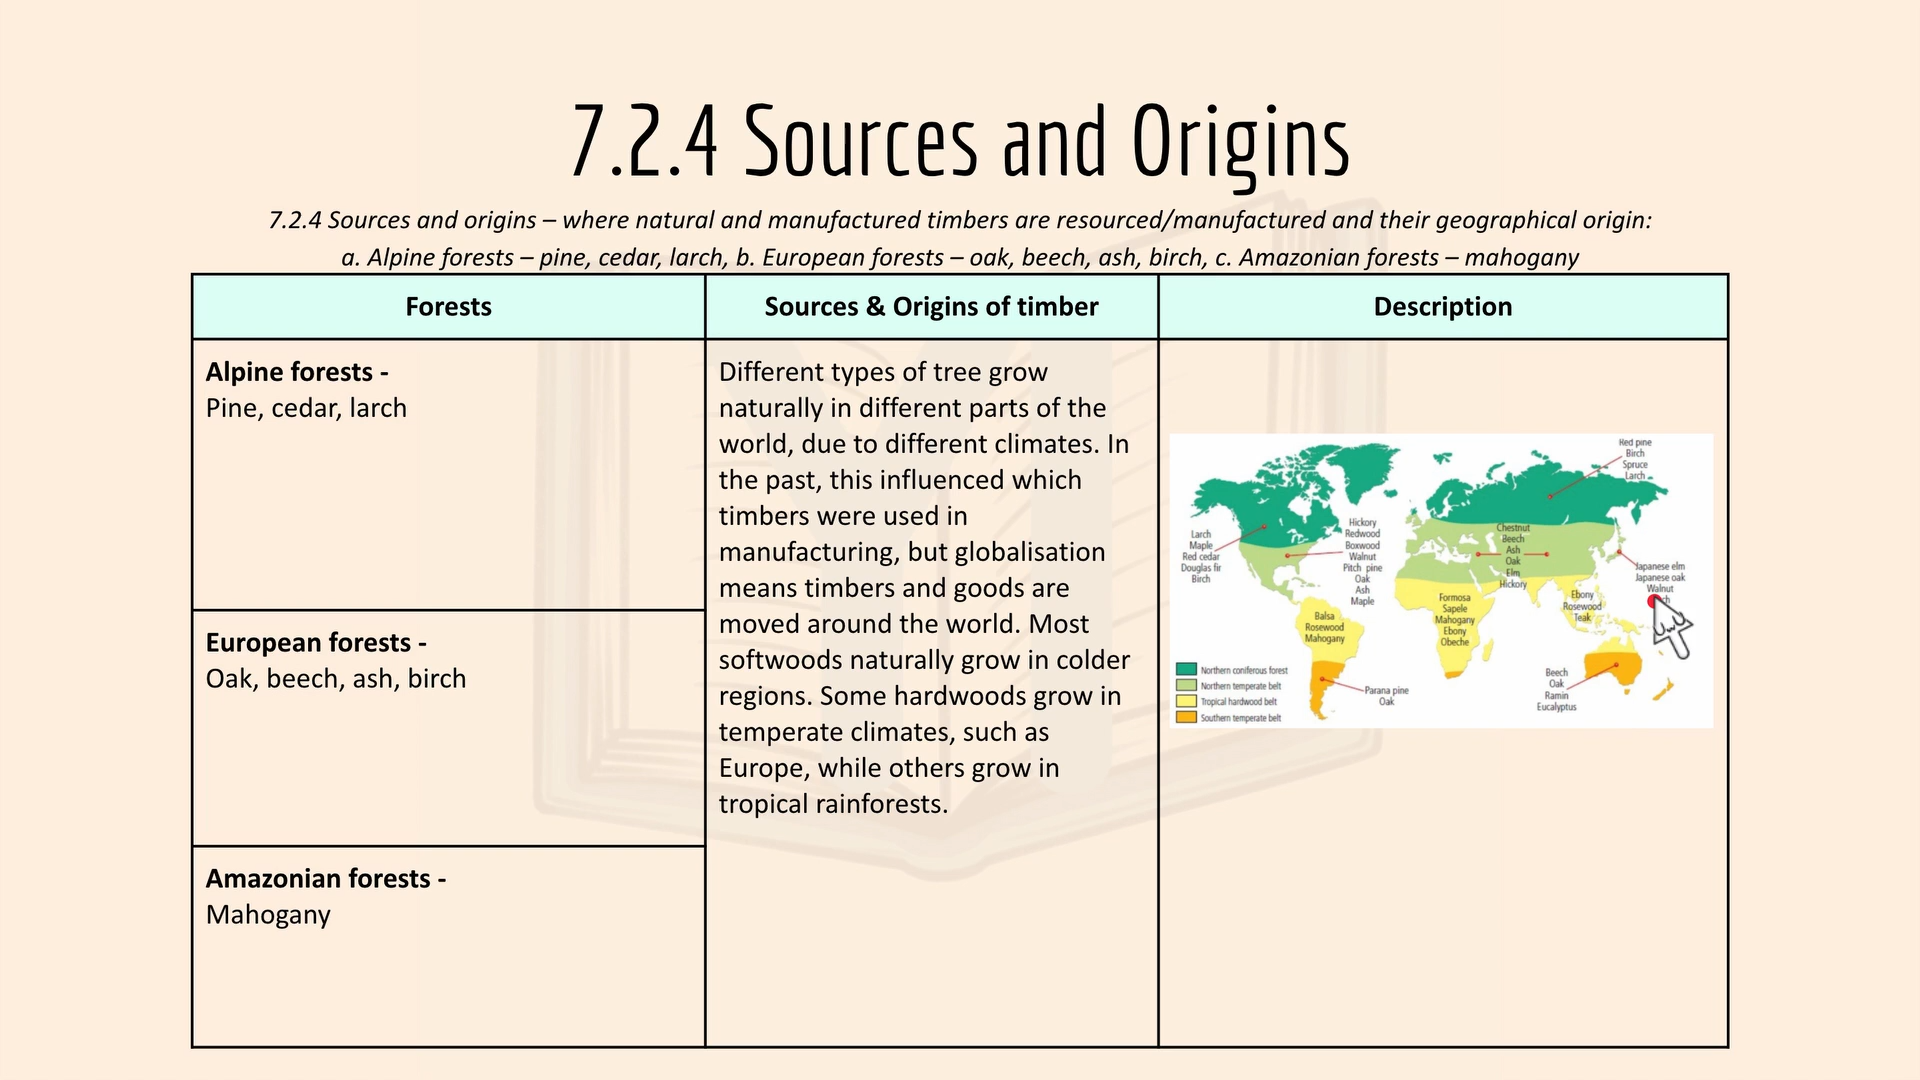 7.2.4 Sources and Origins
7.2.4 Sources and origins – where natural and manufactured timbers are resourced/manufactured and their geographical origin:
a. Alpine forests – pine, cedar, larch, b. European forests – oak, beech, ash, birch, c. Amazonian forests – mahogany
Forests
Sources & Origins of timber
Description
Alpine forests -
Pine, cedar, larch
European forests -
Oak, beech, ash, birch
Amazonian forests -
Mahogany
Different types of tree grow
naturally in different parts of the
world, due to different climates. In
the past, this influenced which
timbers were used in
manufacturing, but globalisation
means timbers and goods are
moved around the world. Most
softwoods naturally grow in colder
regions. Some hardwoods grow in
temperate climates, such as
Europe, while others grow in
tropical rainforests.
Red pine
Birch
Spruce
Larch
Larch
Maple
Red cedar
Douglas fir
Birch
Hickory
Redwood
Boxwood
Walnut
Pitch pine
Oak
Ash
Maple
Chestnut
Beech
Ash
Oak
Elm
Hickory
Japanese elm
Japanese oak
Walnut
Formosa
Sapele
Mahogany
Ebony
Obeche
Ebony
Rosewood
Teak
Balsa
Rosewood
Mahogany
Parana pine
Oak
Beech
Oak
Ramin
Eucalyptus
Northern coniferous forest
Northern temperate belt
Tropical hardwood belt
Southern temperate belt
UwU